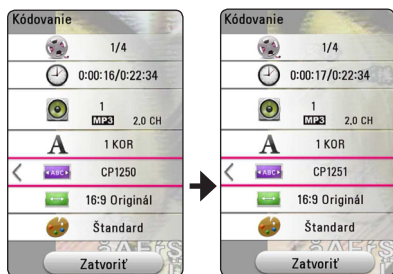 Kódovanie
1/4
0:00:16/0:22:34
1
MP3 2,0 CH
A 1 KOR
ABC CP1250
16:9 Originál
Štandard
Zatvoriť
Kódovanie
1/4
0:00:17/0:22:34
1
MP3 2,0 CH
A 1 KOR
ABC CP1251
16:9 Originál
Štandard
Zatvoriť